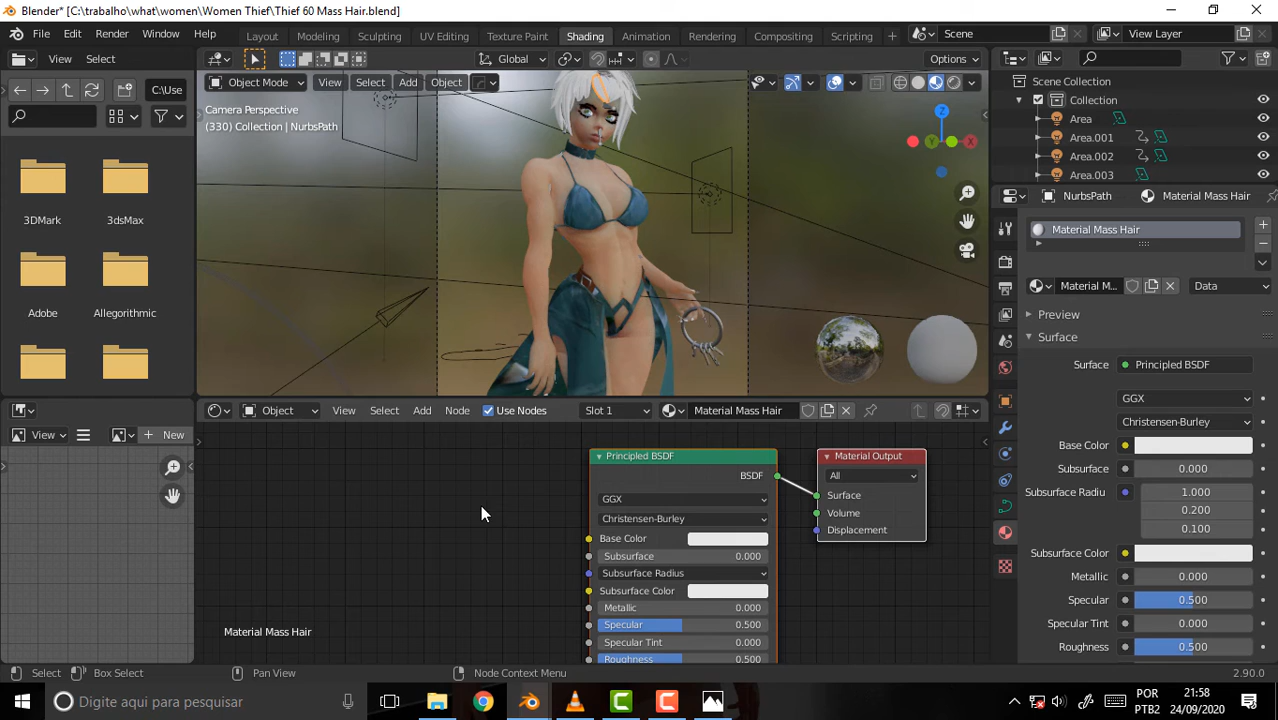 Blender* [C:\trabalho\what\women\Women Thief\Thief 60 Mass Hair.blend]
File Edit Render Window Help Layout Modeling Sculpting UV Editing Texture Paint Shading Animation Rendering Compositing Scripting + Scene View Layer
View Select Global Options
C:\Use
Object Mode View Select Add Object
Camera Perspective
(330) Collection | NurbsPath
Z
Y
X
3DMark
3dsMax
Adobe
Allegorithmic
Scene Collection
Collection
Area
Area.001
Area.002
Area.003
NurbsPath Material Mass Hair
Material Mass Hair
Material M... Data
Preview
Surface
Surface Principled BSDF
GGX
Christensen-Burley
Base Color
Subsurface 0.000
Subsurface Radiu 1.000
0.200
0.100
Subsurface Color
Metallic 0.000
Specular 0.500
Specular Tint 0.000
Roughness 0.500
View New
Object View Select Add Node Use Nodes Slot 1 Material Mass Hair
Principled BSDF
BSDF
GGX
Christensen-Burley
Base Color
Subsurface 0.000
Subsurface Radius
Subsurface Color
Metallic 0.000
Specular 0.500
Specular Tint 0.000
Roughness 0.500
Material Output
All
Surface
Volume
Displacement
Material Mass Hair
Select Box Select Pan View Node Context Menu 2.90.0
Digite aqui para pesquisar
POR
PTB2
21:58
24/09/2020